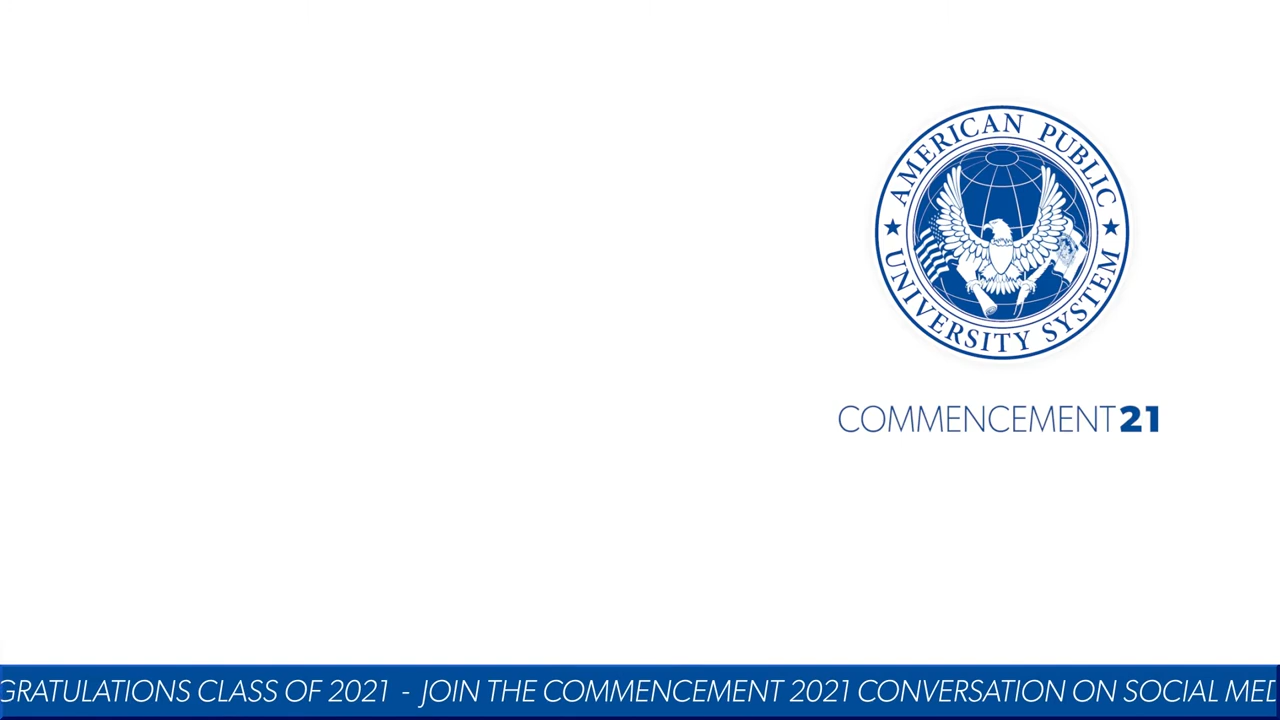 AMERICAN PUBLIC
UNIVERSITY SYSTEM
COMMENCEMENT21
GRATULATIONS CLASS OF 2021 - JOIN THE COMMENCEMENT 2021 CONVERSATION ON SOCIAL MED